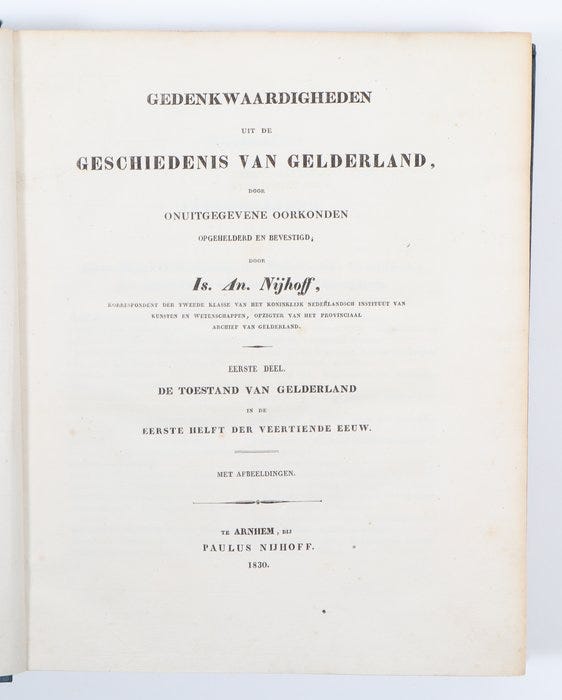 GEDENKWAARDIGHEDEN
UIT DE
GESCHIEDENIS VAN GELDERLAND,
DOOR
ONUITGEGEVENE OORKONDEN
OPGEHELDERD EN BEVESTIGD;
DOOR
Is. An. Nijhoff,
KORRESPONDENT DER TWEEDE KLASSE VAN HET KONINKLIJK NEDERLANDSCH INSTITUUT VAN
KUNSTEN EN WETENSCHAPPEN, OPZIGTER VAN HET PROVINCIAAL
ARCHIEF VAN GELDERLAND.
EERSTE DEEL.
DE TOESTAND VAN GELDERLAND
IN DE
EERSTE HELFT DER VEERTIENDE EEUW.
MET AFBEELDINGEN.
TE ARNHEM, BIJ
PAULUS NIJHOFF.
1830.